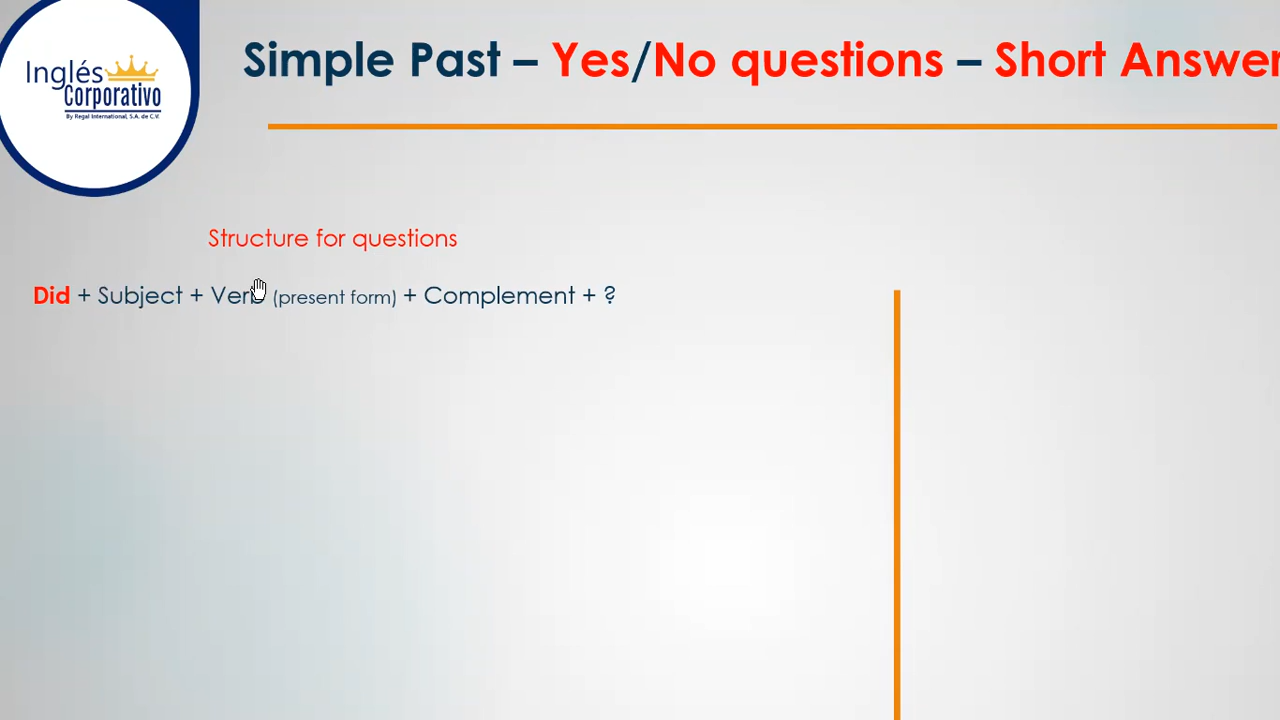 Inglés
Corporativo
By Regal International, S.A. de C.V.
Simple Past – Yes/No questions – Short Answer
Structure for questions
Did + Subject + Verb (present form) + Complement + ?